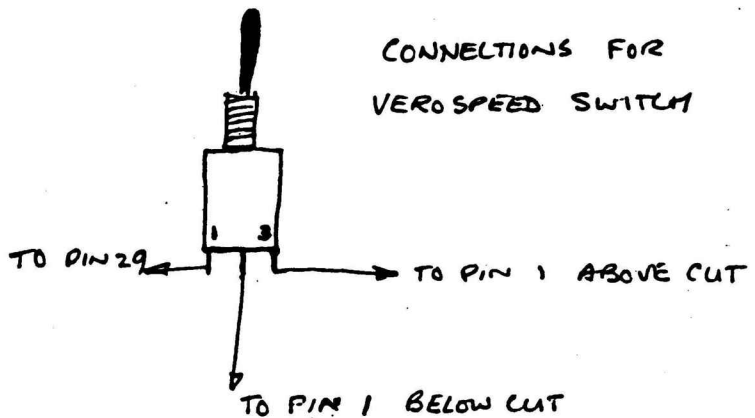 CONNECTIONS FOR
VEROSPEED SWITCH
1 3
TO PIN 29
TO PIN 1 ABOVE CUT
TO PIN 1 BELOW CUT